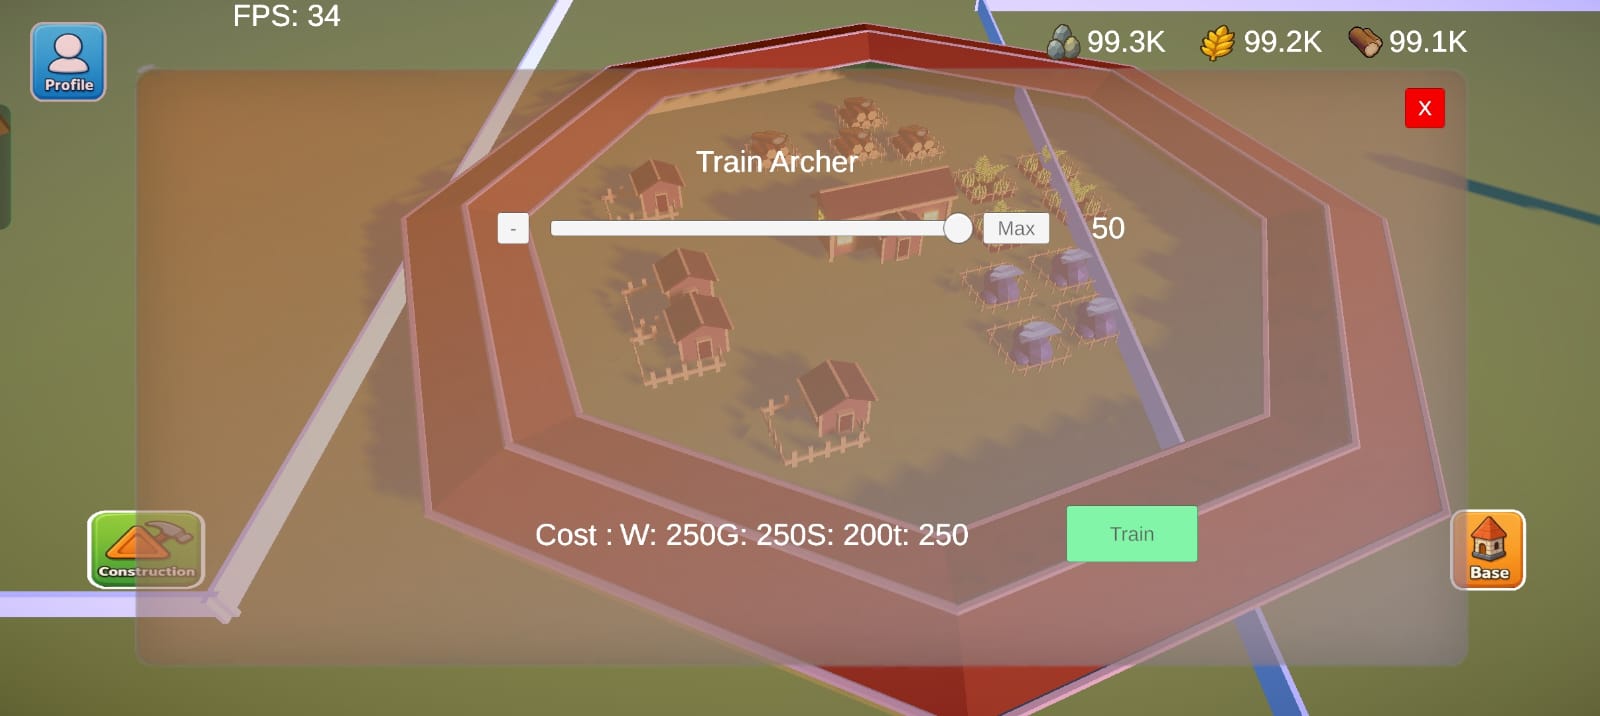 FPS: 34
Profile
99.3K
99.2K
99.1K
X
Train Archer
-
Max
50
Cost : W: 250G: 250S: 200t: 250
Train
Construction
Base